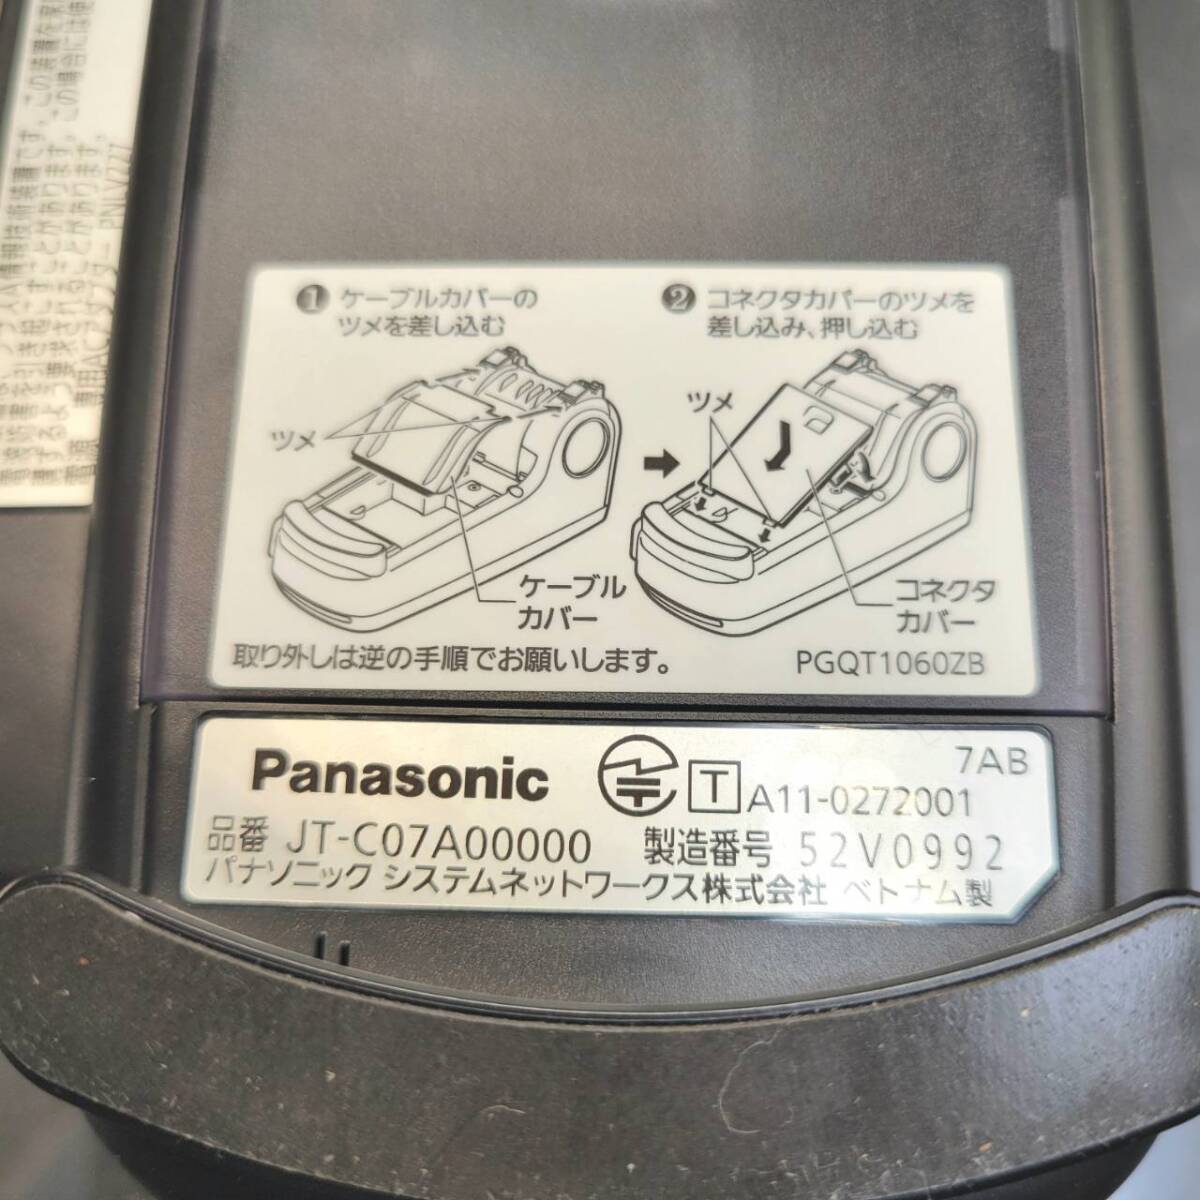 ❶ ケーブルカバーの
ツメを差し込む
ツメ
ケーブル
カバー
❷ コネクタカバーのツメを
差し込み、押し込む
ツメ
コネクタ
カバー
取り外しは逆の手順でお願いします。
PGQT1060ZB
Panasonic
7AB
T A11-0272001
品番 JT-C07A00000 製造番号 52V0992
パナソニック システムネットワークス株式会社 ベトナム製